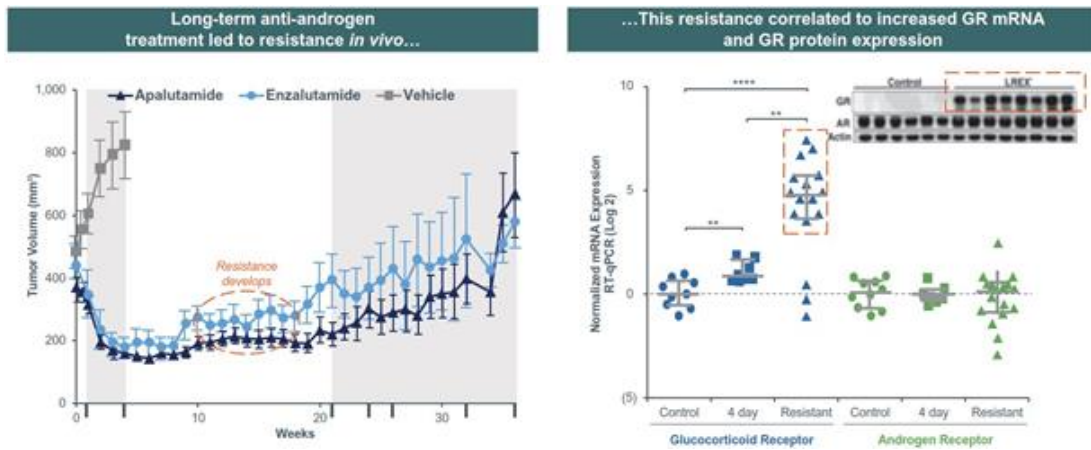 Long-term anti-androgen
treatment led to resistance in vivo…
…This resistance correlated to increased GR mRNA
and GR protein expression
Tumor Volume (mm³)
1,000
800
600
400
200
0
Apalutamide
Enzalutamide
Vehicle
Resistance
develops
0
10
20
30
Weeks
Normalized mRNA Expression
RT-qPCR (Log 2)
10
5
0
(5)
****
**
**
Control
LREX'
GR
AR
Actin
Control
4 day
Resistant
Control
4 day
Resistant
Glucocorticoid Receptor
Androgen Receptor